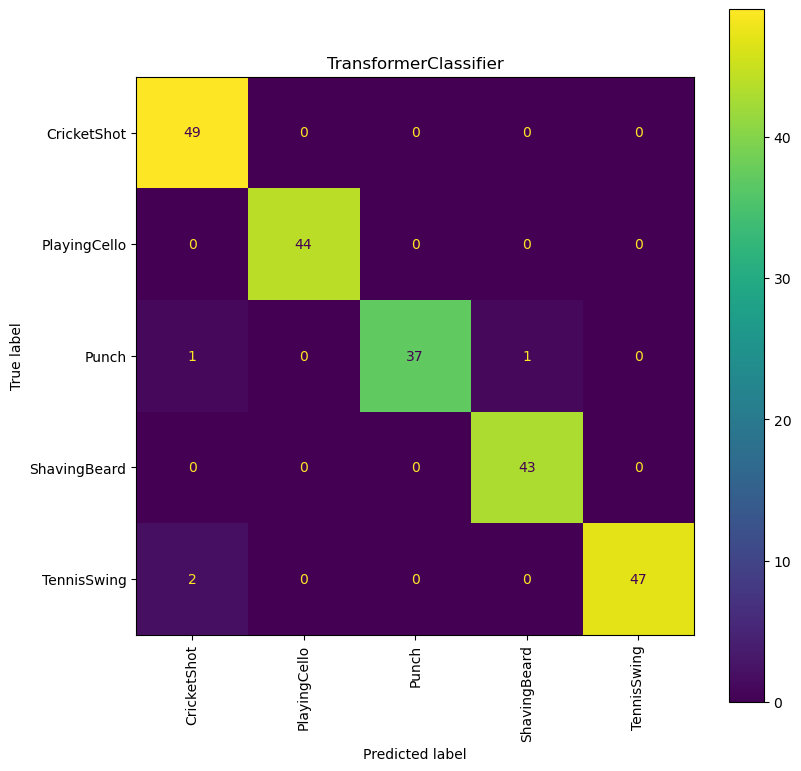 TransformerClassifier
CricketShot 49 0 0 0 0
PlayingCello 0 44 0 0 0
Punch 1 0 37 1 0
ShavingBeard 0 0 0 43 0
TennisSwing 2 0 0 0 47
True label
CricketShot PlayingCello Punch ShavingBeard TennisSwing
Predicted label
40
30
20
10
0